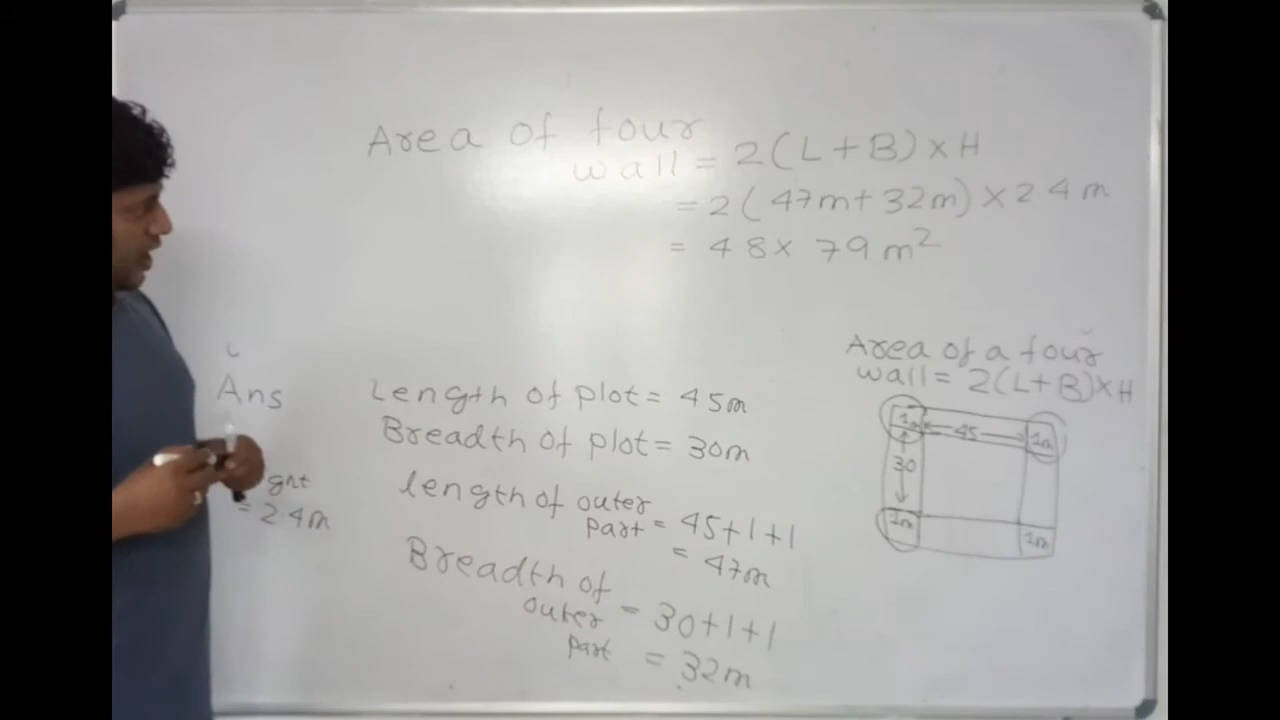 Area of four
wall = 2(L+B)×H
= 2(47m+32m)×24m
= 48×79m²
Ans
ght
= 24m
Length of plot = 45m
Breadth of plot = 30m
length of outer
part = 45+1+1
= 47m
Breadth of
outer = 30+1+1
part
= 32m
Area of a four
wall = 2(L+B)×H
1m 45 1m
30
1m 1m